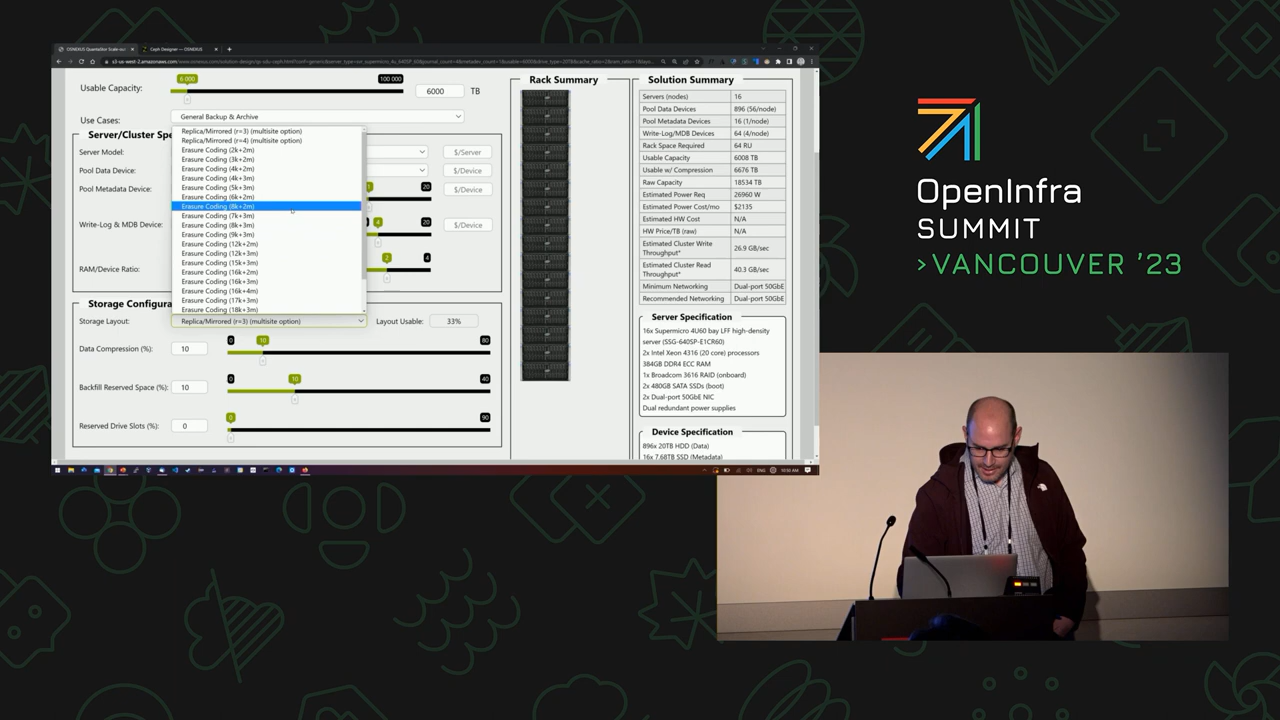 OSNEXUS QuantaStor Scale-ou
Ceph Designer — OSNEXUS
Usable Capacity:
6 000
100 000
6000
TB
Use Cases:
General Backup & Archive
Server/Cluster Spe
Server Model:
$/Server
Pool Data Device:
$/Device
Pool Metadata Device:
20
$/Device
Write-Log & MDB Device:
4
20
$/Device
RAM/Device Ratio:
2
4
Replica/Mirrored (r=3) (multisite option)
Replica/Mirrored (r=4) (multisite option)
Erasure Coding (2k+2m)
Erasure Coding (3k+2m)
Erasure Coding (4k+2m)
Erasure Coding (4k+3m)
Erasure Coding (5k+3m)
Erasure Coding (6k+2m)
Erasure Coding (8k+2m)
Erasure Coding (7k+3m)
Erasure Coding (8k+3m)
Erasure Coding (9k+3m)
Erasure Coding (12k+2m)
Erasure Coding (12k+3m)
Erasure Coding (15k+3m)
Erasure Coding (16k+2m)
Erasure Coding (16k+3m)
Erasure Coding (16k+4m)
Erasure Coding (17k+3m)
Erasure Coding (18k+3m)
Storage Configura
Storage Layout:
Replica/Mirrored (r=3) (multisite option)
Layout Usable:
33%
Data Compression (%):
10
0
10
80
Backfill Reserved Space (%):
10
0
10
40
Reserved Drive Slots (%):
0
0
90
Rack Summary
Solution Summary
Servers (nodes) 16
Pool Data Devices 896 (56/node)
Pool Metadata Devices 16 (1/node)
Write-Log/MDB Devices 64 (4/node)
Rack Space Required 64 RU
Usable Capacity 6008 TB
Usable w/ Compression 6676 TB
Raw Capacity 18534 TB
Estimated Power Req 26960 W
Estimated Power Cost/mo $2135
Estimated HW Cost N/A
HW Price/TB (raw) N/A
Estimated Cluster Write Throughput* 26.9 GB/sec
Estimated Cluster Read Throughput* 40.3 GB/sec
Minimum Networking Dual-port 50GbE
Recommended Networking Dual-port 50GbE
Server Specification
16x Supermicro 4U60 bay LFF high-density
server (SSG-640SP-E1CR60)
2x Intel Xeon 4316 (20 core) processors
384GB DDR4 ECC RAM
1x Broadcom 3616 RAID (onboard)
2x 480GB SATA SSDs (boot)
2x Dual-port 50GbE NIC
Dual redundant power supplies
Device Specification
896x 20TB HDD (Data)
16x 7.68TB SSD (Metadata)
ENG
OpenInfra
SUMMIT
>VANCOUVER '23